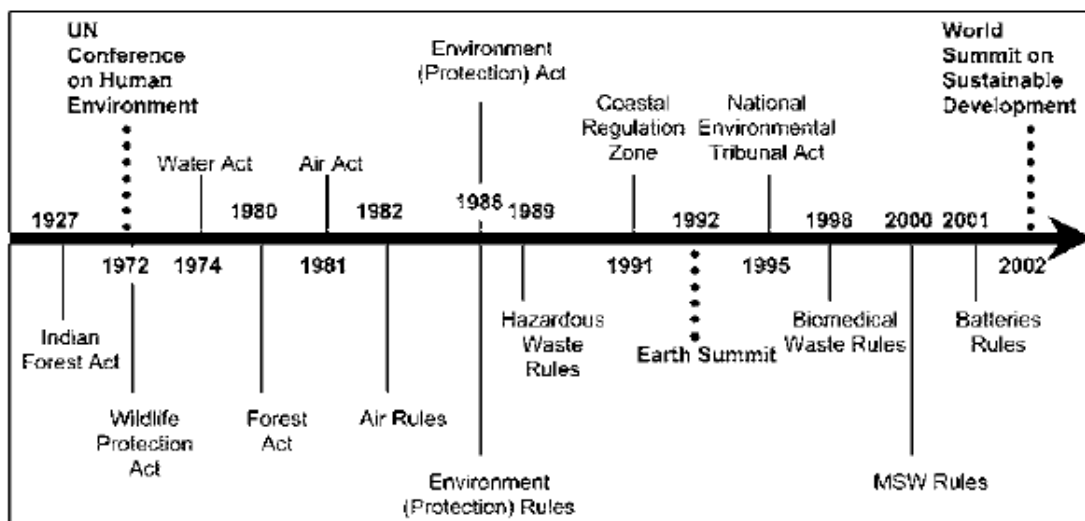 UN
Conference
on Human
Environment
Environment
(Protection) Act
World
Summit on
Sustainable
Development
Coastal
Regulation
Zone
National
Environmental
Tribunal Act
Water Act
Air Act
1927
1980
1982
1986
1989
1992
1998
2000
2001
1972
1974
1981
1991
1995
2002
Indian
Forest Act
Hazardous
Waste
Rules
Earth Summit
Biomedical
Waste Rules
Batteries
Rules
Wildlife
Protection
Act
Forest
Act
Air Rules
Environment
(Protection) Rules
MSW Rules